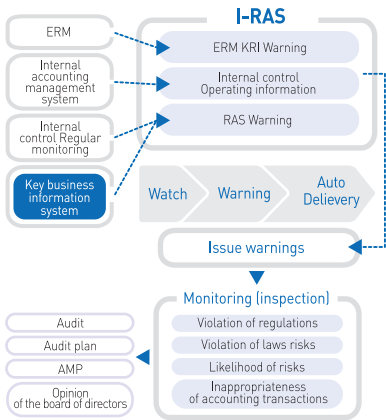 I-RAS
ERM
Internal
accounting
management
system
Internal
control Regular
monitoring
Key business
information
system
ERM KRI Warning
Internal control
Operating information
RAS Warning
Watch
Warning
Auto
Delievery
Issue warnings
Monitoring (inspection)
Violation of regulations
Violation of laws risks
Likelihood of risks
Inappropriateness
of accounting transactions
Audit
Audit plan
AMP
Opinion
of the board of directors